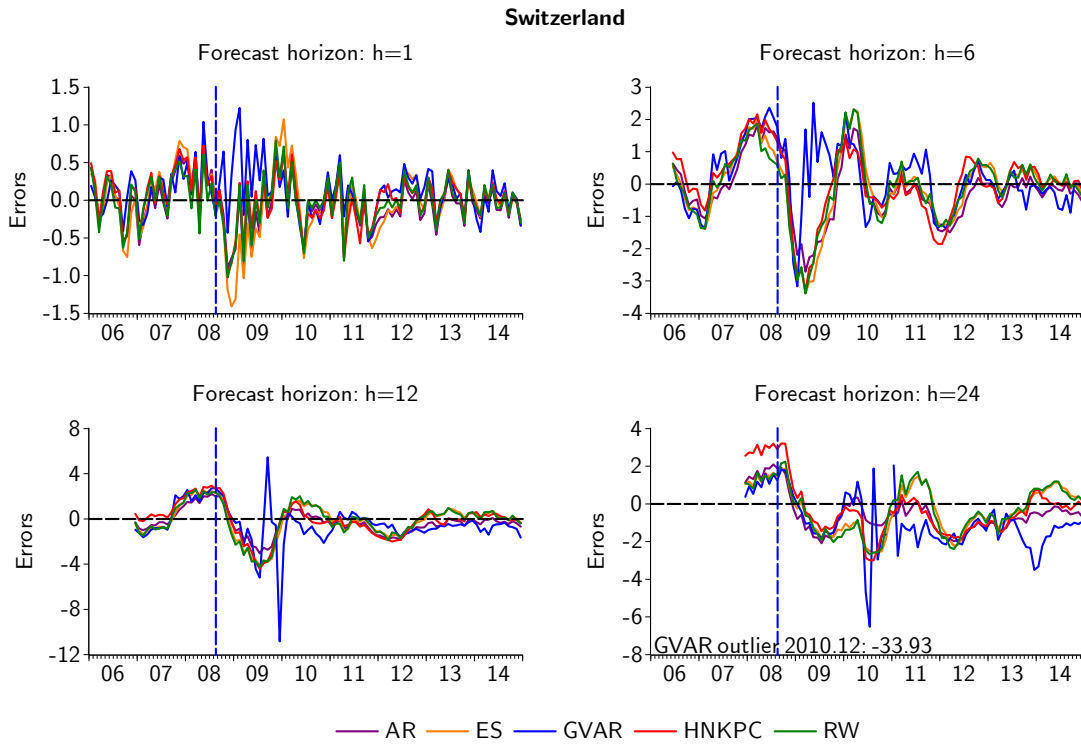 Switzerland
Forecast horizon: h=1
Errors
1.5
1.0
0.5
0.0
-0.5
-1.0
-1.5
06 07 08 09 10 11 12 13 14
Forecast horizon: h=6
Errors
3
2
1
0
-1
-2
-3
-4
06 07 08 09 10 11 12 13 14
Forecast horizon: h=12
Errors
8
4
0
-4
-8
-12
06 07 08 09 10 11 12 13 14
Forecast horizon: h=24
Errors
4
2
0
-2
-4
-6
-8
GVAR outlier 2010.12: -33.93
06 07 08 09 10 11 12 13 14
AR ES GVAR HNKPC RW